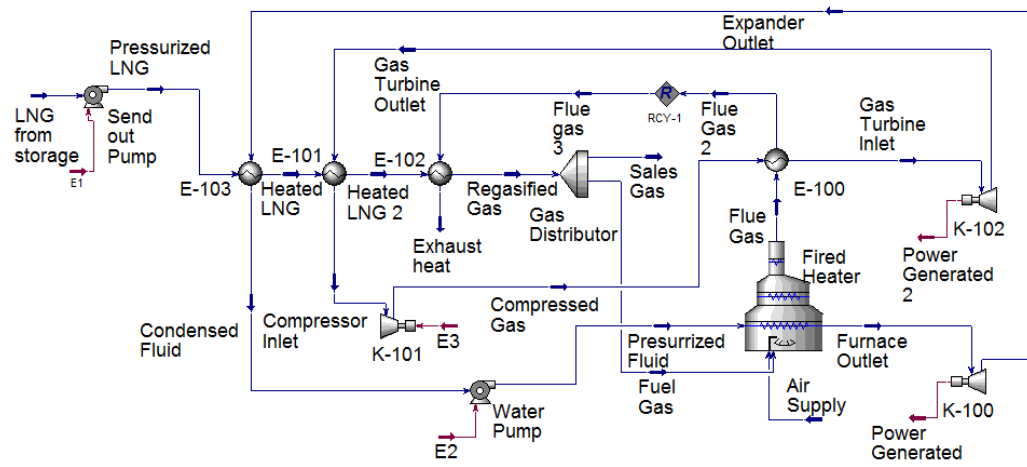 Expander
Outlet
Pressurized
LNG
Gas
Turbine
Outlet
Flue
gas
3
R
RCY-1
Flue
Gas
2
Gas
Turbine
Inlet
LNG
from
storage
E1
Send
out
Pump
E-103
E-101
Heated
LNG
E-102
Heated
LNG 2
Regasified
Gas
Sales
Gas
Gas
Distributor
E-100
Exhaust
heat
Flue
Gas
Fired
Heater
K-102
Power
Generated
2
Condensed
Fluid
Compressor
Inlet
K-101
E3
Compressed
Gas
Presurrized
Fluid
Furnace
Outlet
Fuel
Gas
Air
Supply
K-100
Water
Pump
E2
Power
Generated